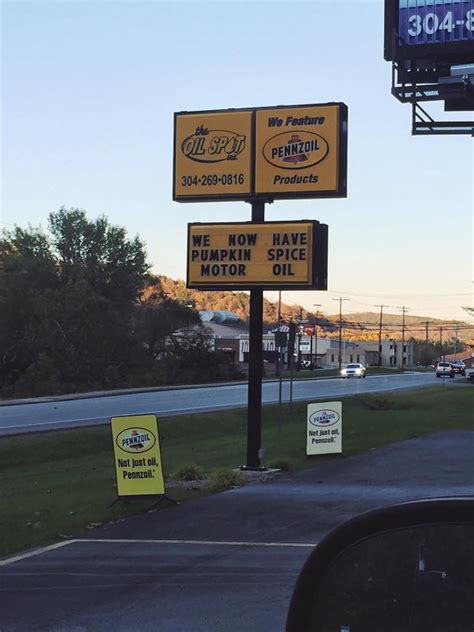 304-8
the
OIL SPOT
inc.
304•269•0816
We Feature
PENNZOIL
Products
WE NOW HAVE
PUMPKIN SPICE
MOTOR OIL
PENNZOIL
Not just oil,
Pennzoil.
PENNZOIL
Not just oil,
Pennzoil.